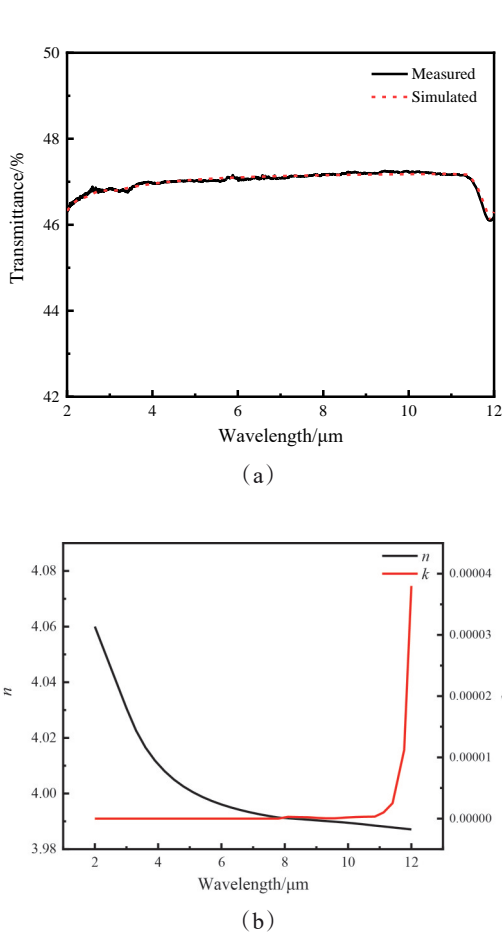 50
48
46
44
42
Transmittance/%
Measured
Simulated
2 4 6 8 10 12
Wavelength/μm
(a)
n
k
4.08
4.06
4.04
4.02
4.00
3.98
n
0.00004
0.00003
0.00002
0.00001
0.00000
2 4 6 8 10 12
Wavelength/μm
(b)